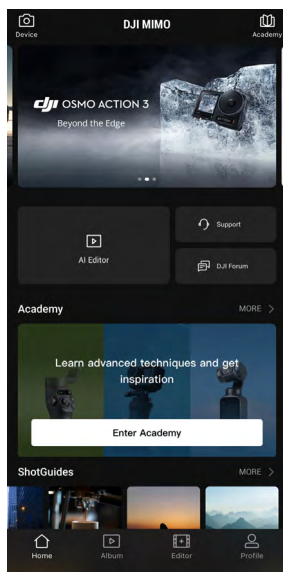 DJI MIMO
Device
Academy
dji OSMO ACTION 3
Beyond the Edge
AI Editor
Support
DJI Forum
Academy
MORE
Learn advanced techniques and get
inspiration
Enter Academy
ShotGuides
MORE
Home
Album
Editor
Profile